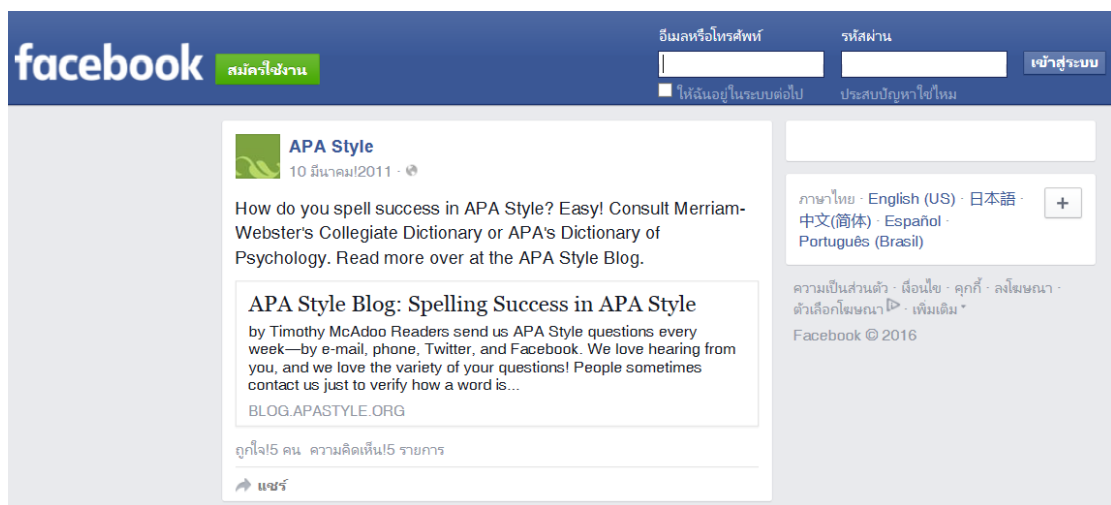 facebook
สมัครใช้งาน
อีเมลหรือโทรศัพท์
รหัสผ่าน
เข้าสู่ระบบ
ให้ฉันอยู่ในระบบต่อไป
ประสบปัญหาใช่ไหม
APA Style
10 มีนาคม!2011 ·
How do you spell success in APA Style? Easy! Consult Merriam-
Webster's Collegiate Dictionary or APA's Dictionary of
Psychology. Read more over at the APA Style Blog.
APA Style Blog: Spelling Success in APA Style
by Timothy McAdoo Readers send us APA Style questions every
week—by e-mail, phone, Twitter, and Facebook. We love hearing from
you, and we love the variety of your questions! People sometimes
contact us just to verify how a word is...
BLOG.APASTYLE.ORG
ถูกใจ!5 คน ความคิดเห็น!5 รายการ
แชร์
ภาษาไทย · English (US) · 日本語 ·
中文(简体) · Español ·
Português (Brasil)
+
ความเป็นส่วนตัว · เงื่อนไข · คุกกี้ · ลงโฆษณา ·
ตัวเลือกโฆษณา · เพิ่มเติม
Facebook © 2016